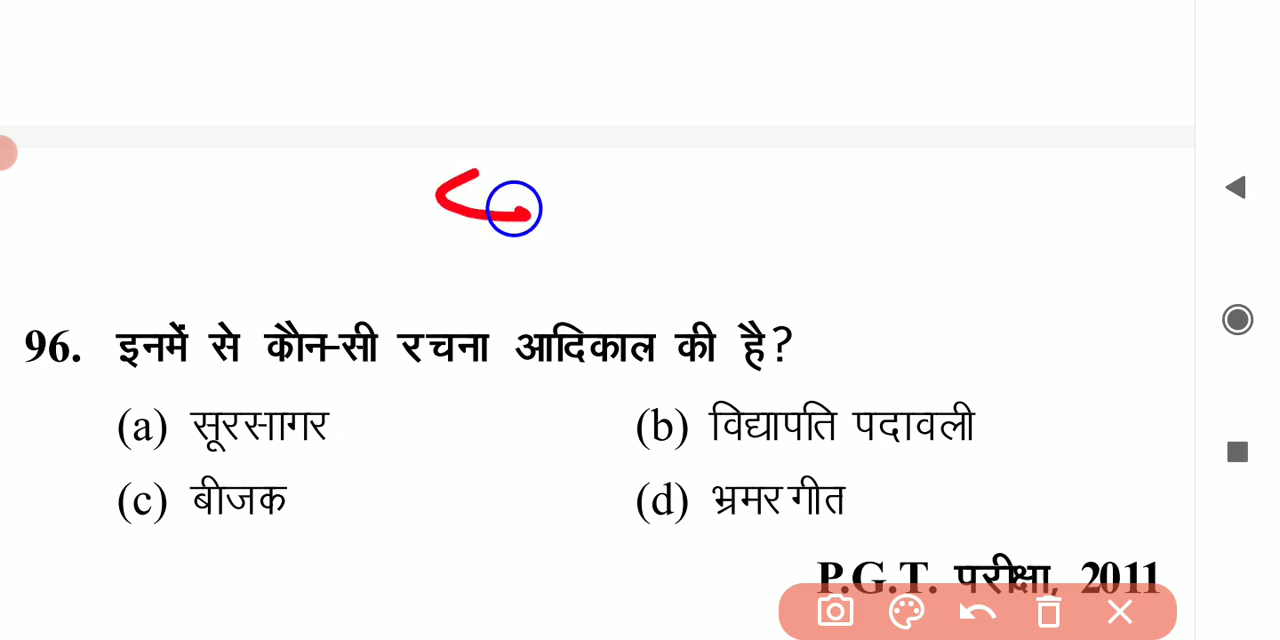 96. इनमें से कौन-सी रचना आदिकाल की है?
(a) सूरसागर (b) विद्यापति पदावली
(c) बीजक (d) भ्रमरगीत
P.G.T. परीक्षा, 2011